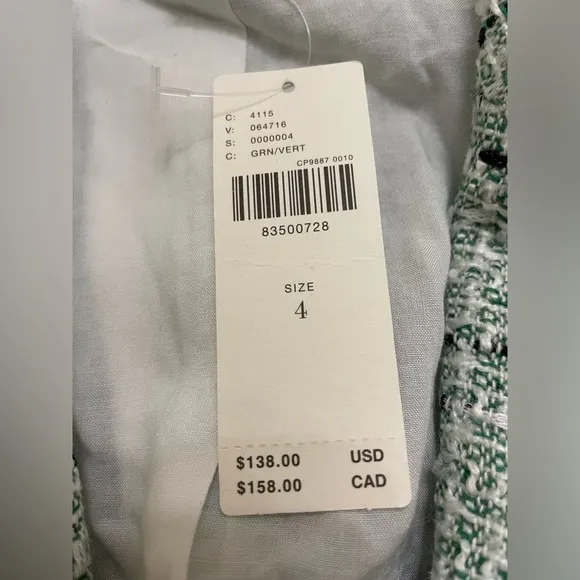 C: 4115
V: 064716
S: 0000004
C: GRN/VERT
CP9887 0010
83500728
SIZE
4
$138.00 USD
$158.00 CAD